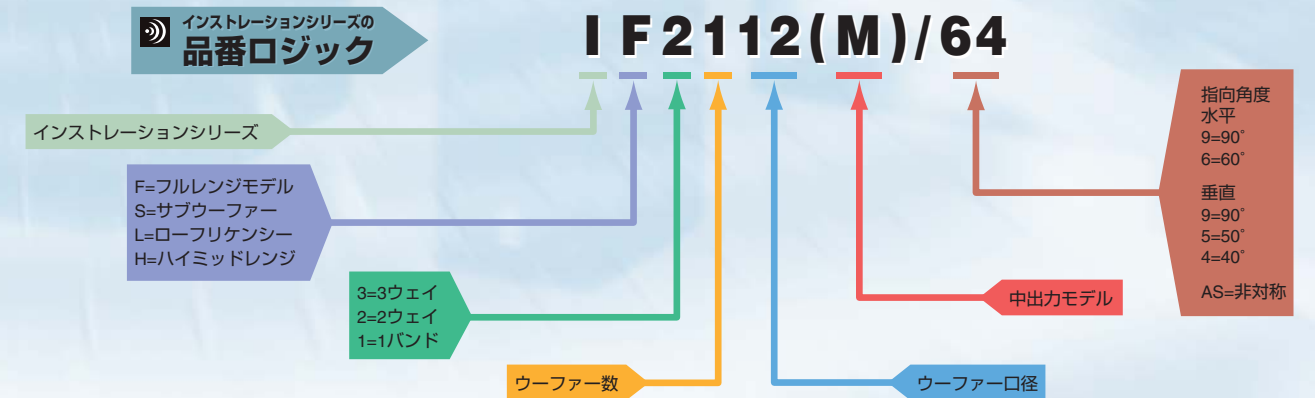 インストレーションシリーズの
品番ロジック
IF2112(M)/64
インストレーションシリーズ
F=フルレンジモデル
S=サブウーファー
L=ローフリケンシー
H=ハイミッドレンジ
3=3ウェイ
2=2ウェイ
1=1バンド
ウーファー数
ウーファー口径
中出力モデル
指向角度
水平
9=90°
6=60°
垂直
9=90°
5=50°
4=40°
AS=非対称